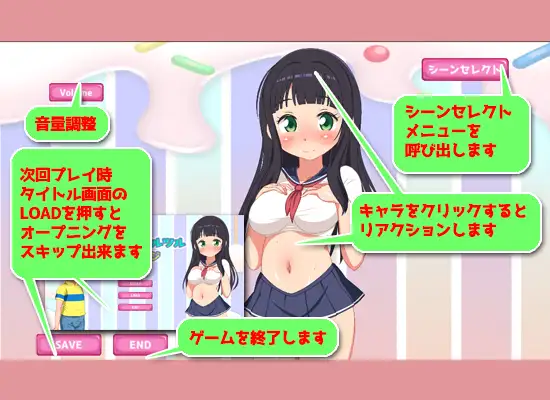 シーンセレクト
Volume
音量調整
シーンセレクト
メニューを
呼び出します
次回プレイ時
タイトル画面の
LOADを押すと
オープニングを
スキップ出来ます
キャラをクリックすると
リアクションします
ゲームを終了します
SAVE
END